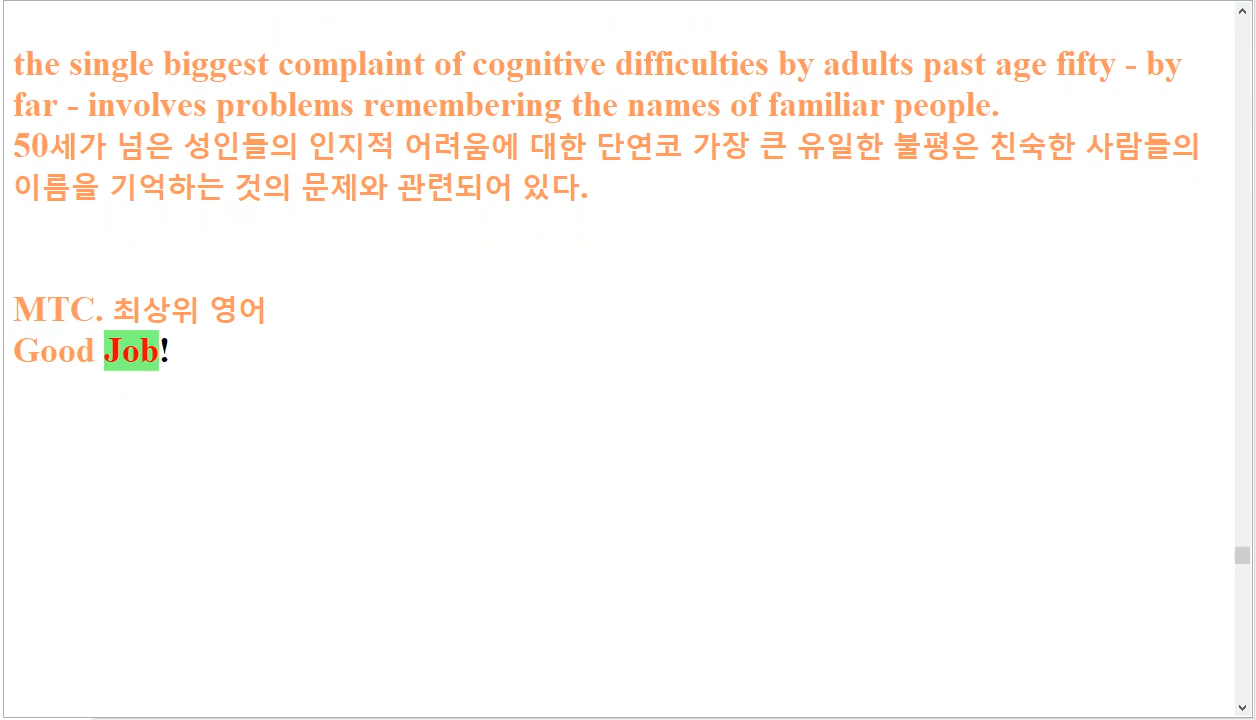 the single biggest complaint of cognitive difficulties by adults past age fifty - by
far - involves problems remembering the names of familiar people.
50세가 넘은 성인들의 인지적 어려움에 대한 단연코 가장 큰 유일한 불평은 친숙한 사람들의
이름을 기억하는 것의 문제와 관련되어 있다.
MTC. 최상위 영어
Good Job!